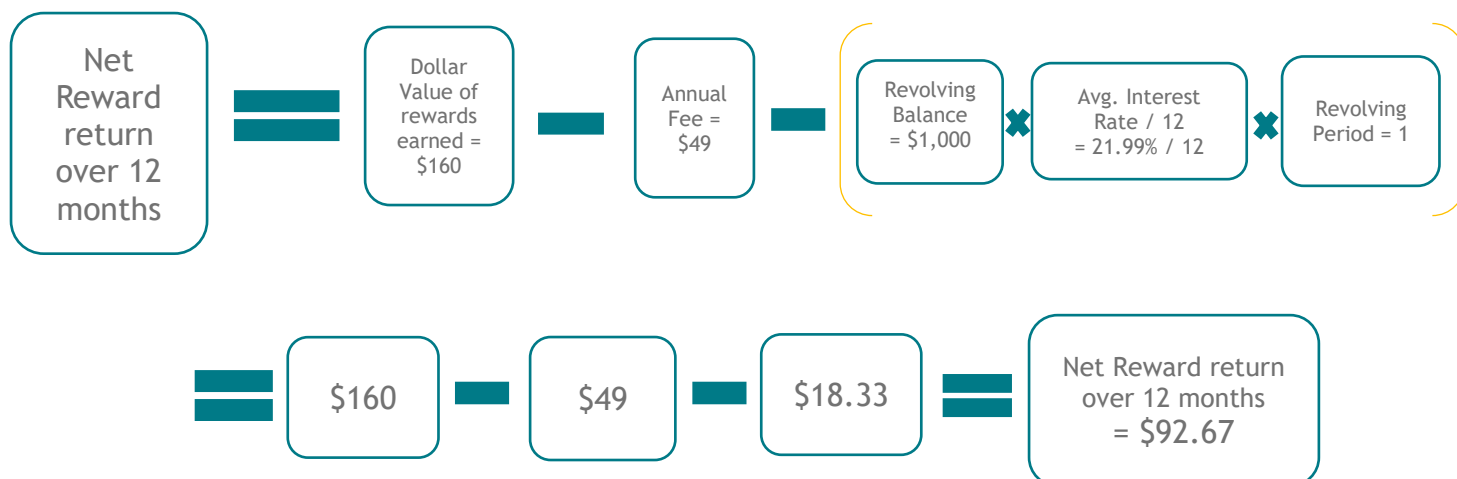 Net
Reward
return
over 12
months
Dollar
Value of
rewards
earned =
$160
Annual
Fee =
$49
Revolving
Balance
= $1,000
Avg. Interest
Rate / 12
= 21.99% / 12
Revolving
Period = 1
$160
$49
$18.33
Net Reward return
over 12 months
= $92.67